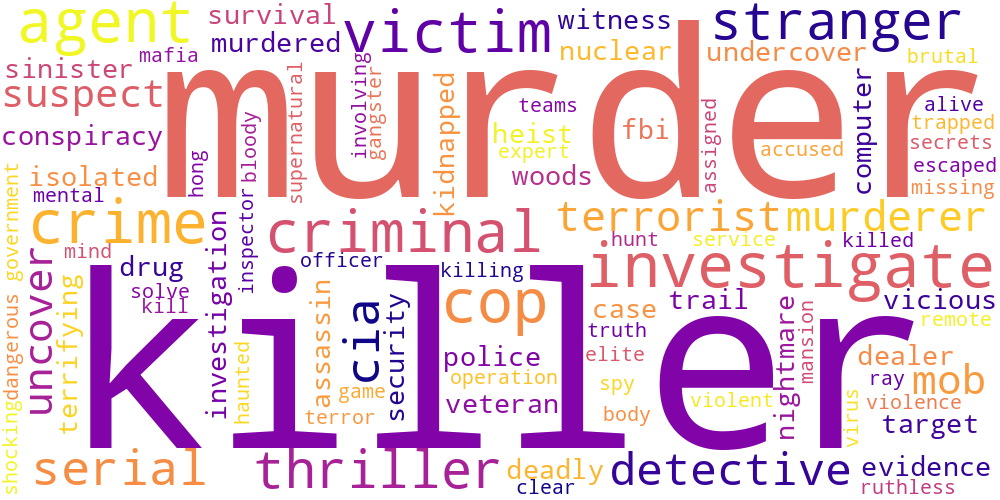 agent
survival
victim
witness
stranger
mafia
murdered
nuclear
undercover
brutal
sinister
suspect
murder
supernatural
involving
gangster
kidnapped
teams
heist
expert
fbi
assigned
accused
computer
alive
trapped
secrets
escaped
missing
conspiracy
hong
bloody
isolated
woods
mental
government
crime
investigation
inspector
criminal
terrorist
murderer
mind
hunt
service
killed
officer
killing
investigate
uncover
drug
solve
kill
terrifying
dangerous
killer
haunted
assassin
cia
security
cop
case
trail
vicious
truth
remote
nightmare
mansion
police
elite
dealer
operation
spy
ray
mob
game
veteran
body
violent
violence
terror
virus
target
shocking
serial
thriller
deadly
detective
evidence
clear
ruthless